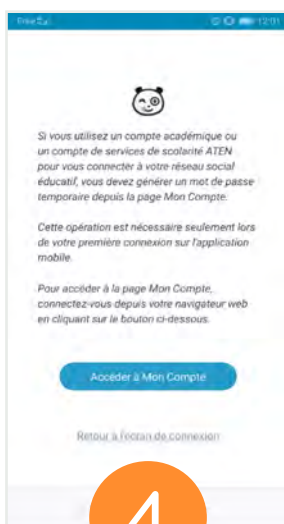 Free
12:01
Si vous utilisez un compte académique ou
un compte de services de scolarité ATEN
pour vous connecter à votre réseau social
éducatif, vous devez générer un mot de passe
temporaire depuis la page Mon Compte.
Cette opération est nécessaire seulement lors
de votre première connexion sur l'application
mobile.
Pour accéder à la page Mon Compte,
connectez-vous depuis votre navigateur web
en cliquant sur le bouton ci-dessous.
Accéder à Mon Compte
Retour à l'écran de connexion
4